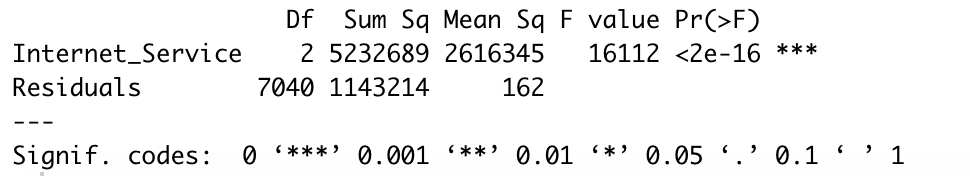 Df Sum Sq Mean Sq F value Pr(>F)
Internet_Service 2 5232689 2616345 16112 <2e-16 ***
Residuals 7040 1143214 162
---
Signif. codes: 0 ‘***’ 0.001 ‘**’ 0.01 ‘*’ 0.05 ‘.’ 0.1 ‘ ’ 1